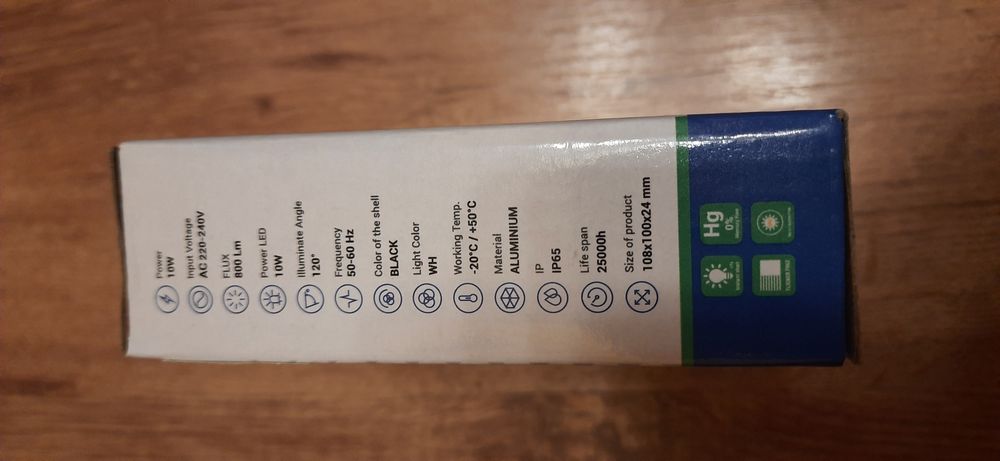 Power
10W
Input Voltage
AC 220-240V
FLUX
800 Lm
Power LED
10W
Illuminate Angle
120°
Frequency
50-60 Hz
Color of the shell
BLACK
Light Color
WH
Working Temp.
-20°C / +50°C
Material
ALUMINIUM
IP
IP65
Life span
25000h
Size of product
108x100x24 mm
Hg
0%
FLICKER FREE